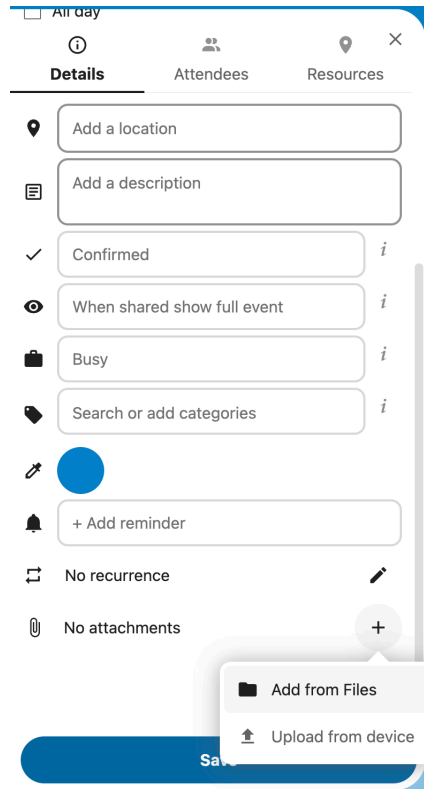 All day
Details
Attendees
Resources
Add a location
Add a description
Confirmed
i
When shared show full event
i
Busy
i
Search or add categories
i
+ Add reminder
No recurrence
No attachments
Add from Files
Upload from device
Save